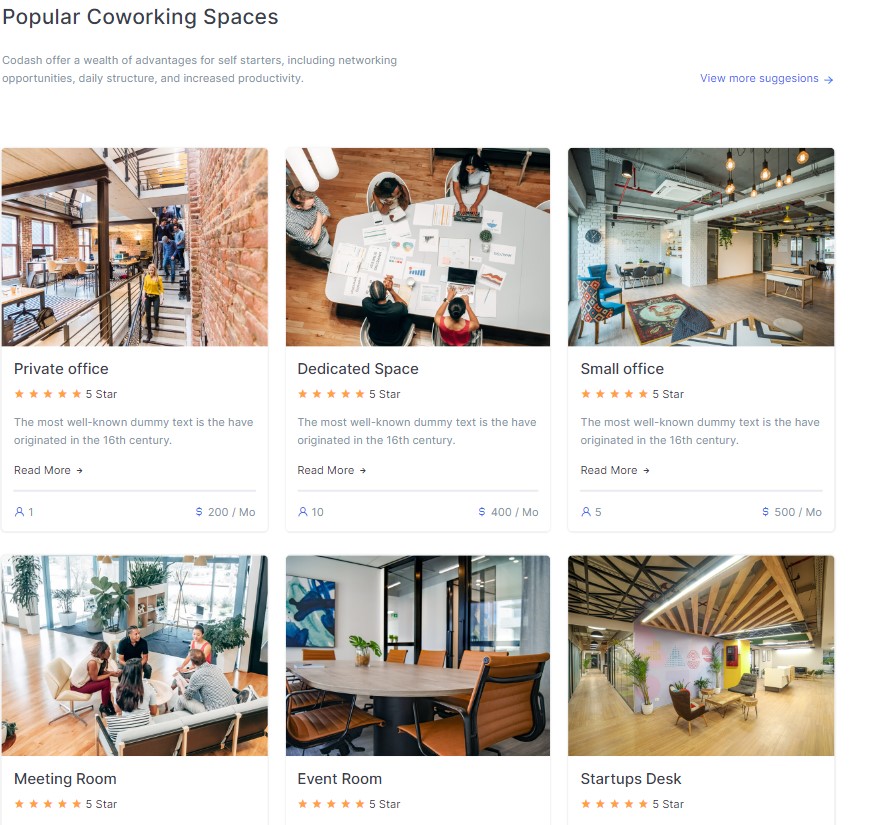 Popular Coworking Spaces
Codash offer a wealth of advantages for self starters, including networking
opportunities, daily structure, and increased productivity.
View more suggesions →
Private office
5 Star
The most well-known dummy text is the have
originated in the 16th century.
Read More →
1
$ 200 / Mo
Dedicated Space
5 Star
The most well-known dummy text is the have
originated in the 16th century.
Read More →
10
$ 400 / Mo
Small office
5 Star
The most well-known dummy text is the have
originated in the 16th century.
Read More →
5
$ 500 / Mo
Meeting Room
5 Star
Event Room
5 Star
Startups Desk
5 Star